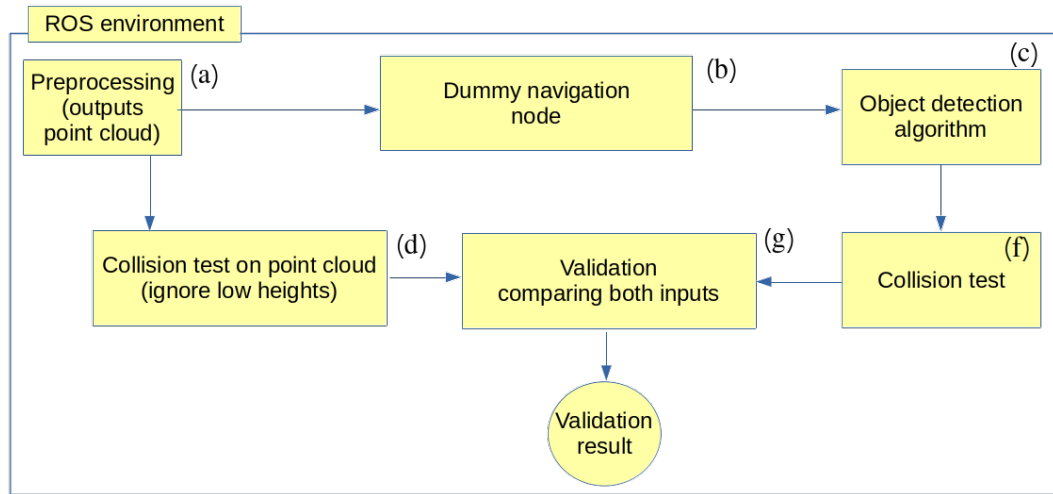 ROS environment
Preprocessing
(outputs
point cloud)
(a)
Dummy navigation
node
(b)
(c)
Object detection
algorithm
Collision test on point cloud
(ignore low heights)
(d)
Validation
comparing both inputs
(g)
(f)
Collision test
Validation
result